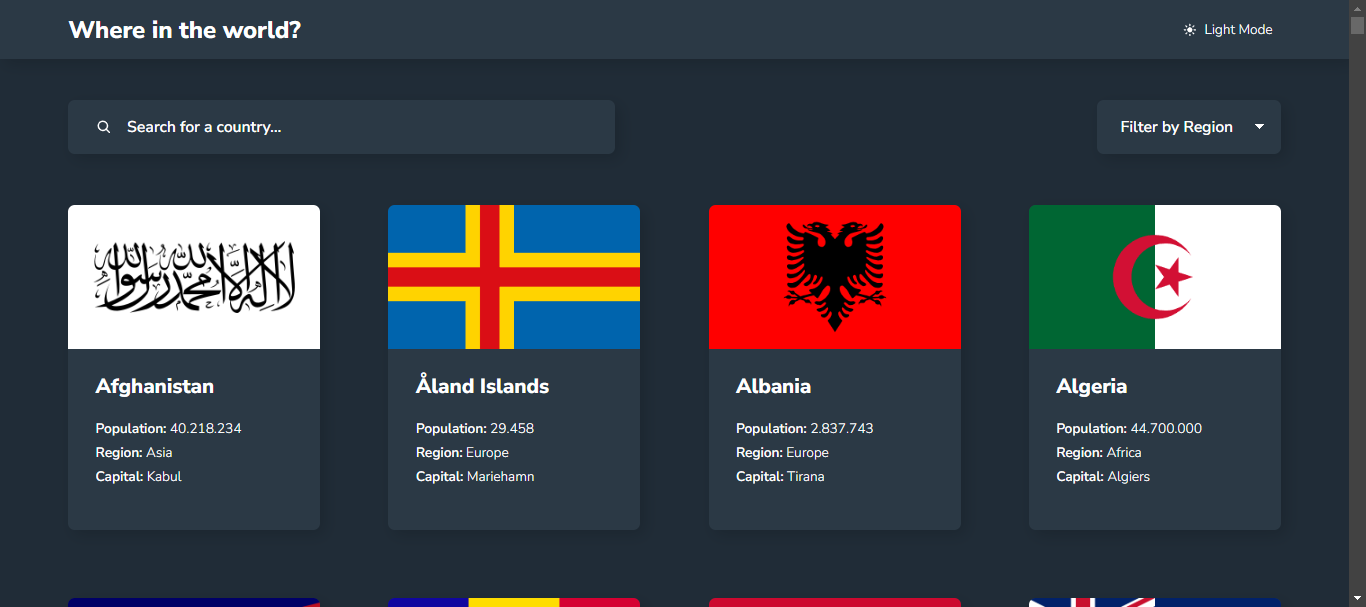 Where in the world?
Light Mode
Search for a country...
Filter by Region
لا إله إلا الله محمد رسول الله
Afghanistan
Population: 40.218.234
Region: Asia
Capital: Kabul
Åland Islands
Population: 29.458
Region: Europe
Capital: Mariehamn
Albania
Population: 2.837.743
Region: Europe
Capital: Tirana
Algeria
Population: 44.700.000
Region: Africa
Capital: Algiers